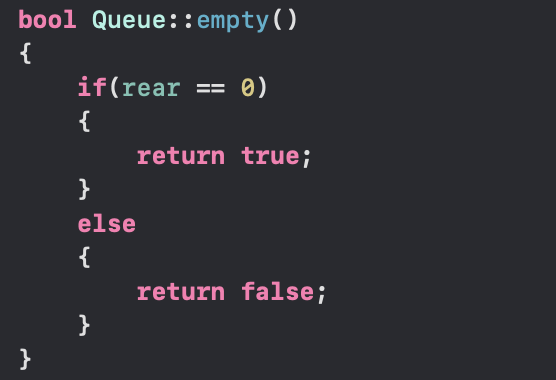 bool Queue::empty()
{
    if(rear == 0)
    {
        return true;
    }
    else
    {
        return false;
    }
}